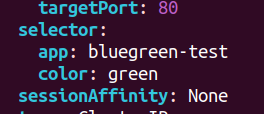 targetPort: 80
selector:
app: bluegreen-test
color: green
sessionAffinity: None